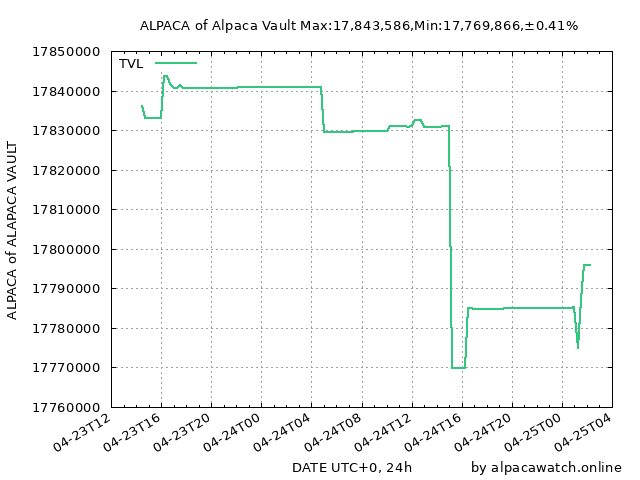 ALPACA of Alpaca Vault Max:17,843,586,Min:17,769,866,±0.41%
TVL
ALPACA of ALAPACA VAULT
17850000
17840000
17830000
17820000
17810000
17800000
17790000
17780000
17770000
17760000
04-23T12
04-23T16
04-23T20
04-24T00
04-24T04
04-24T08
04-24T12
04-24T16
04-24T20
04-25T00
04-25T04
DATE UTC+0, 24h
by alpacawatch.online